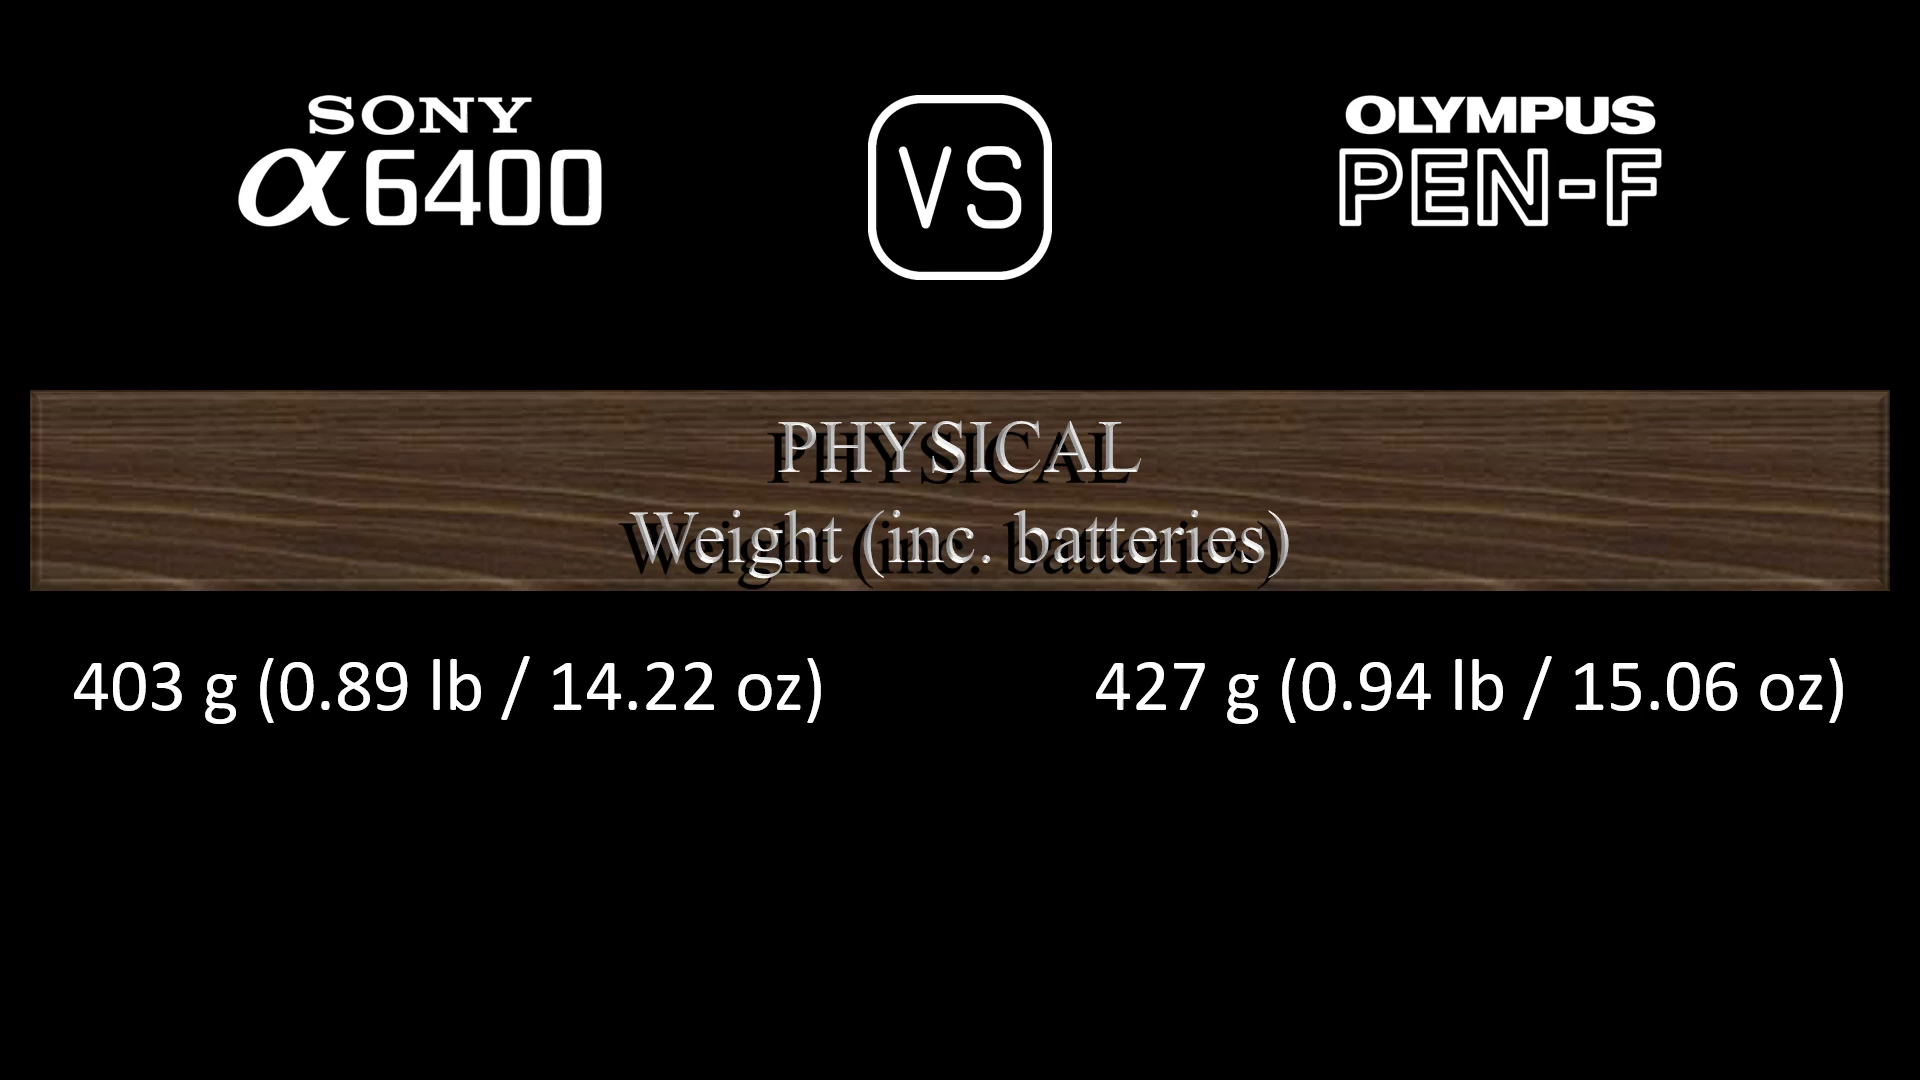 SONY
α6400
VS
OLYMPUS
PEN-F
PHYSICAL
Weight (inc. batteries)
403 g (0.89 lb / 14.22 oz)
427 g (0.94 lb / 15.06 oz)